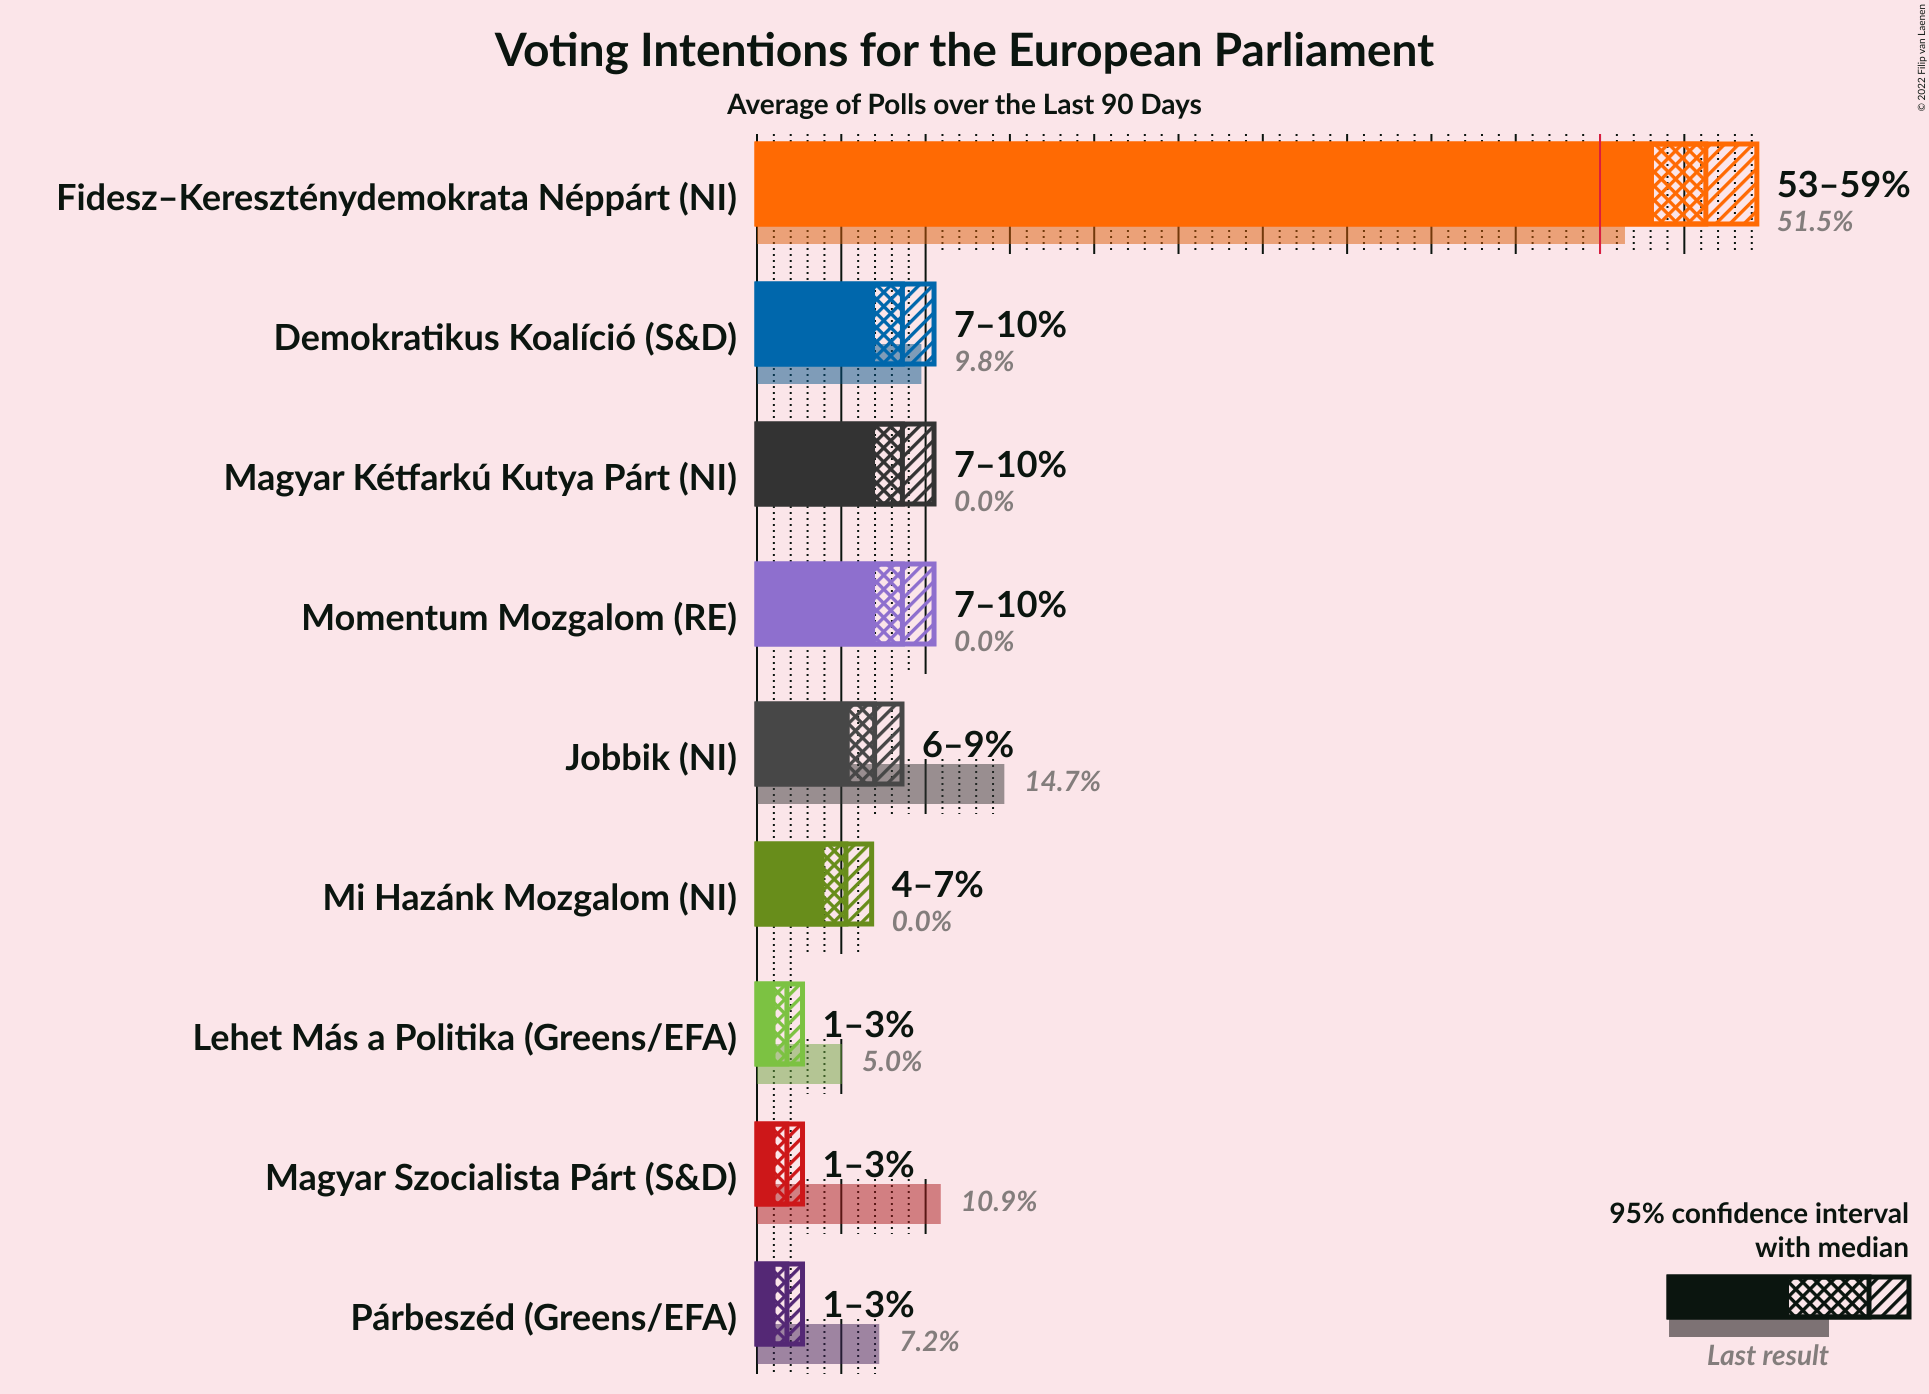 Voting Intentions for the European Parliament
Average of Polls over the Last 90 Days
© 2022 Filip van Laenen
Fidesz–Kereszténydemokrata Néppárt (NI)
53–59%
51.5%
Demokratikus Koalíció (S&D)
7–10%
9.8%
Magyar Kétfarkú Kutya Párt (NI)
7–10%
0.0%
Momentum Mozgalom (RE)
7–10%
0.0%
Jobbik (NI)
6–9%
14.7%
Mi Hazánk Mozgalom (NI)
4–7%
0.0%
Lehet Más a Politika (Greens/EFA)
1–3%
5.0%
Magyar Szocialista Párt (S&D)
1–3%
10.9%
Párbeszéd (Greens/EFA)
1–3%
7.2%
95% confidence interval
with median
Last result